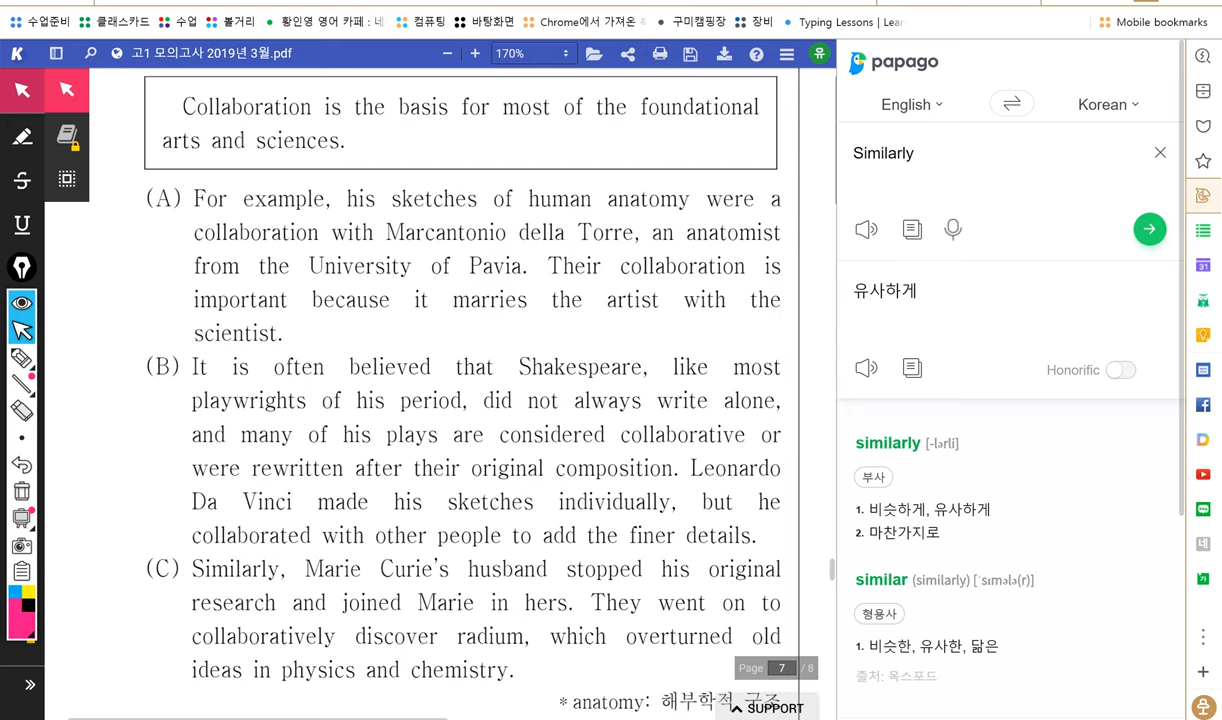 수업준비 클래스카드 수업 볼거리 황인영 영어 카페 : 네 컴퓨팅 바탕화면 Chrome에서 가져온 구미캠핑장 장비 Typing Lessons | Lea Mobile bookmarks
K 고1 모의고사 2019년 3월.pdf 170% 유
Collaboration is the basis for most of the foundational
arts and sciences.
(A) For example, his sketches of human anatomy were a
collaboration with Marcantonio della Torre, an anatomist
from the University of Pavia. Their collaboration is
important because it marries the artist with the
scientist.
(B) It is often believed that Shakespeare, like most
playwrights of his period, did not always write alone,
and many of his plays are considered collaborative or
were rewritten after their original composition. Leonardo
Da Vinci made his sketches individually, but he
collaborated with other people to add the finer details.
(C) Similarly, Marie Curie's husband stopped his original
research and joined Marie in hers. They went on to
collaboratively discover radium, which overturned old
ideas in physics and chemistry.
* anatomy: 해부학적 구조
Page 7 / 8
SUPPORT
papago
English
Korean
Similarly
유사하게
Honorific
similarly [-lərli]
부사
1. 비슷하게, 유사하게
2. 마찬가지로
similar (similarly) [ˈsɪmələ(r)]
형용사
1. 비슷한, 유사한, 닮은
출처: 옥스포드
31